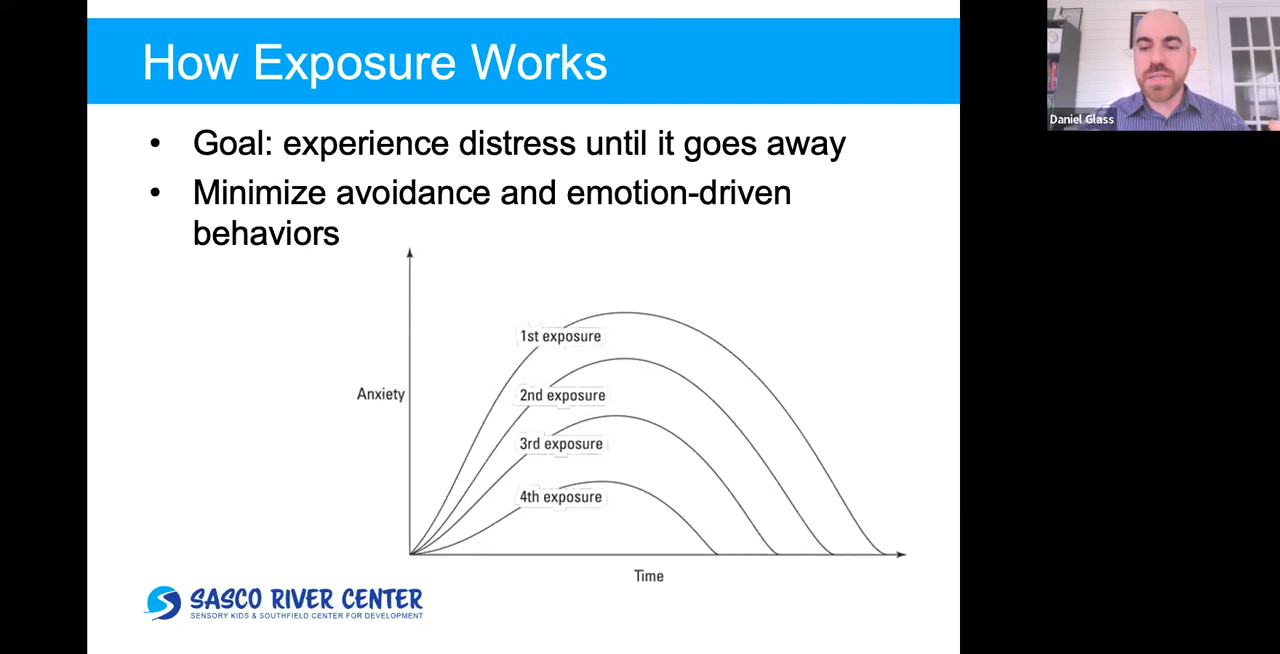 How Exposure Works
Daniel Glass
• Goal: experience distress until it goes away
• Minimize avoidance and emotion-driven
behaviors
1st exposure
2nd exposure
Anxiety
3rd exposure
4th exposure
Time
SASCO RIVER CENTER
SENSORY KIDS & SOUTHFIELD CENTER FOR DEVELOPMENT